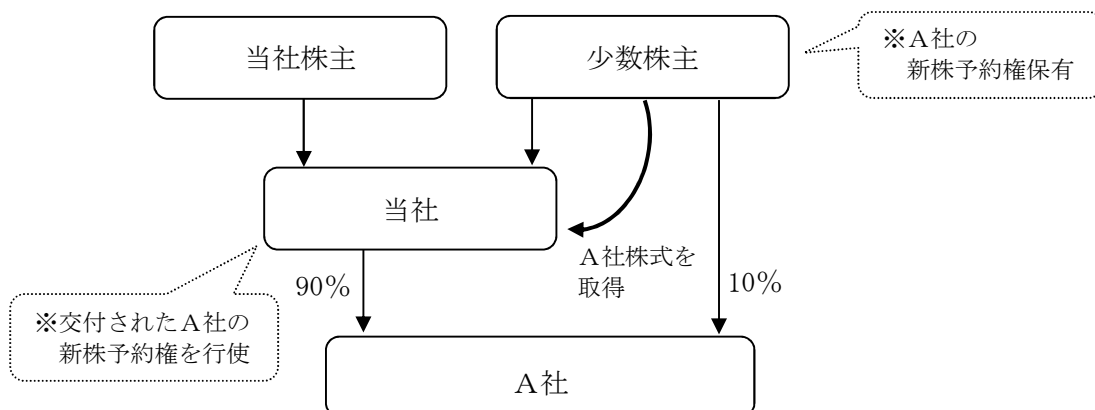 当社株主
少数株主
※A社の
新株予約権保有
当社
A社株式を
取得
90%
10%
※交付されたA社の
新株予約権を行使
A社